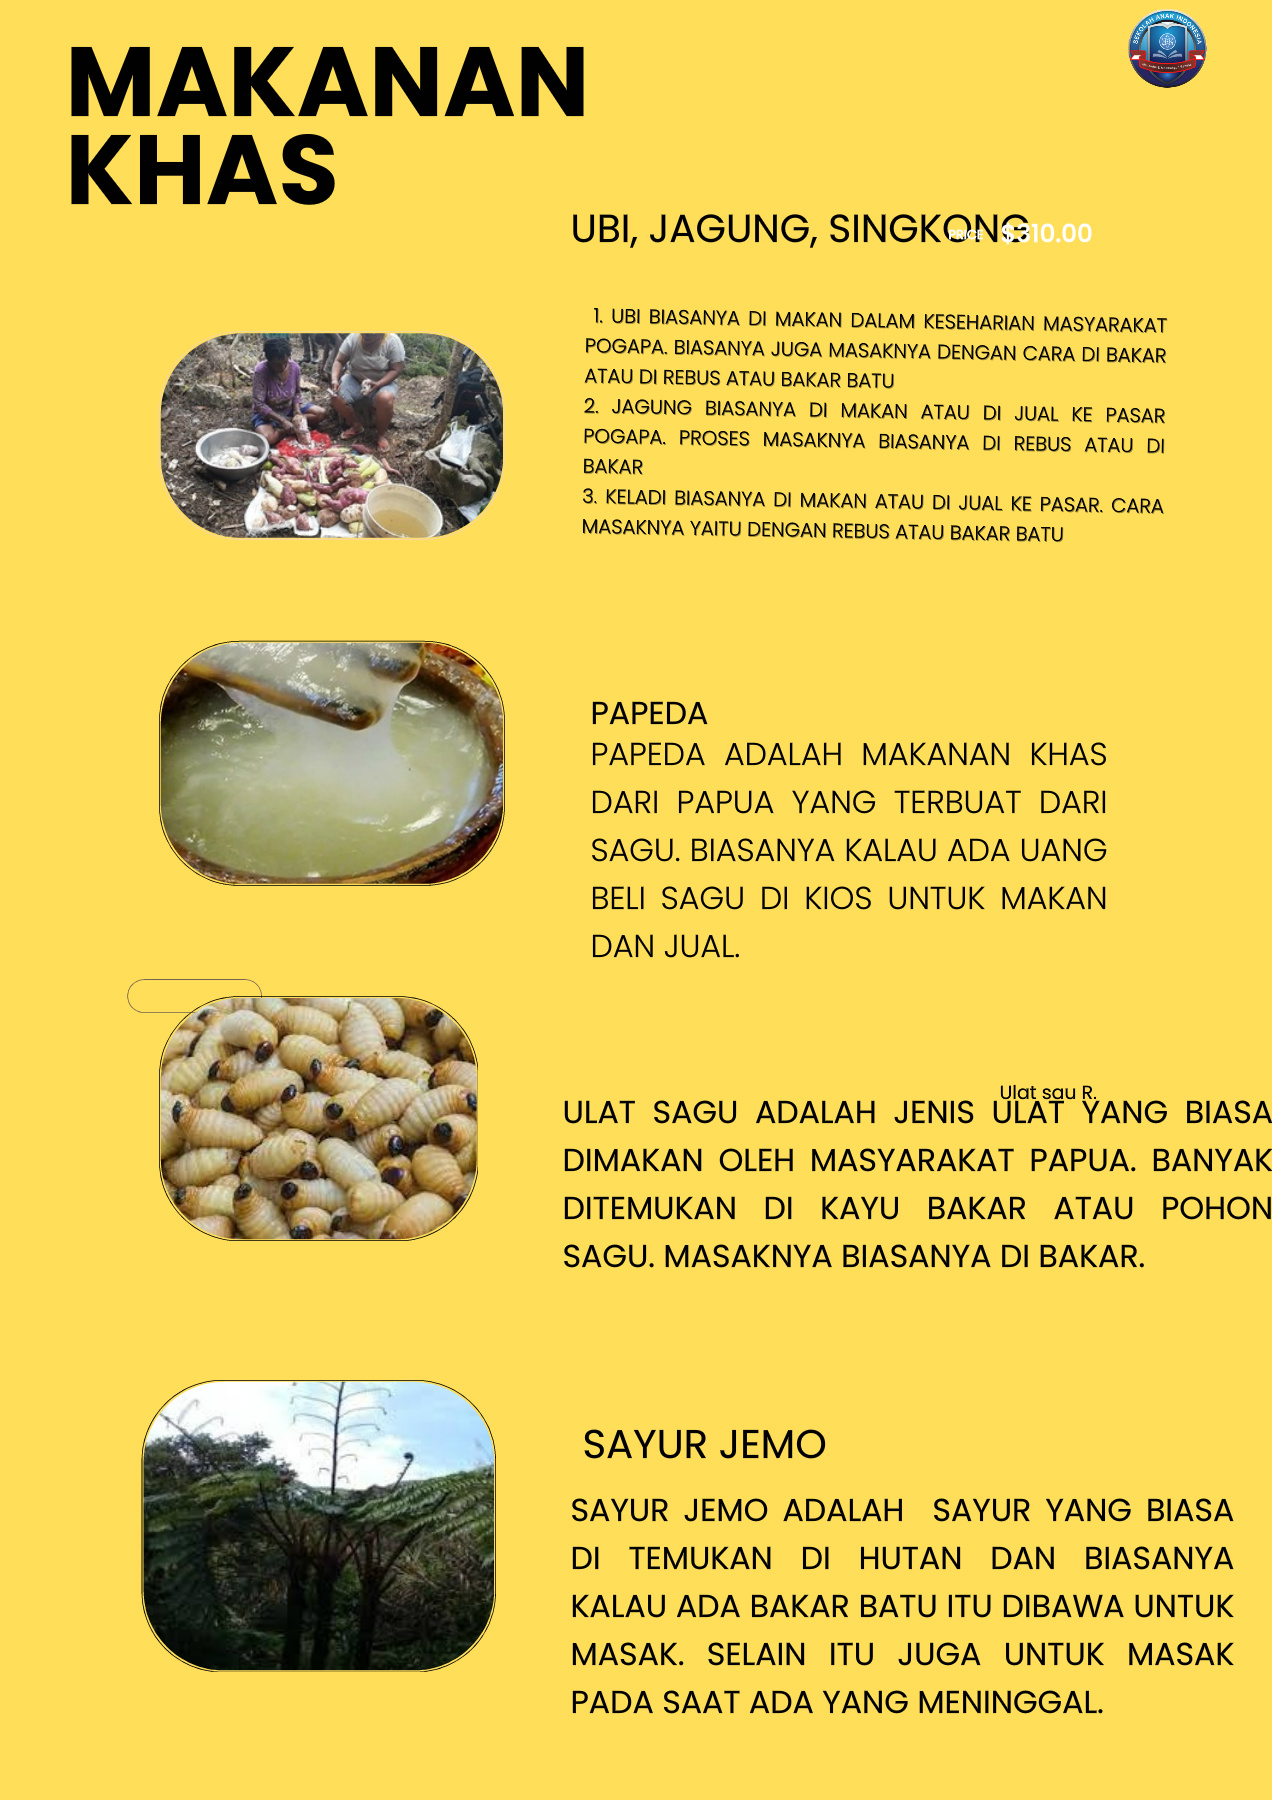 SEKOLAH ANAK INDONESIA
MAKANAN
KHAS
UBI, JAGUNG, SINGKONG
PRICE $310.00
1. UBI BIASANYA DI MAKAN DALAM KESEHARIAN MASYARAKAT
POGAPA. BIASANYA JUGA MASAKNYA DENGAN CARA DI BAKAR
ATAU DI REBUS ATAU BAKAR BATU
2. JAGUNG BIASANYA DI MAKAN ATAU DI JUAL KE PASAR
POGAPA. PROSES MASAKNYA BIASANYA DI REBUS ATAU DI
BAKAR
3. KELADI BIASANYA DI MAKAN ATAU DI JUAL KE PASAR. CARA
MASAKNYA YAITU DENGAN REBUS ATAU BAKAR BATU
PAPEDA
PAPEDA ADALAH MAKANAN KHAS
DARI PAPUA YANG TERBUAT DARI
SAGU. BIASANYA KALAU ADA UANG
BELI SAGU DI KIOS UNTUK MAKAN
DAN JUAL.
Ulat sgu R.
ULAT SAGU ADALAH JENIS ULAT YANG BIASA
DIMAKAN OLEH MASYARAKAT PAPUA. BANYAK
DITEMUKAN DI KAYU BAKAR ATAU POHON
SAGU. MASAKNYA BIASANYA DI BAKAR.
SAYUR JEMO
SAYUR JEMO ADALAH SAYUR YANG BIASA
DI TEMUKAN DI HUTAN DAN BIASANYA
KALAU ADA BAKAR BATU ITU DIBAWA UNTUK
MASAK. SELAIN ITU JUGA UNTUK MASAK
PADA SAAT ADA YANG MENINGGAL.